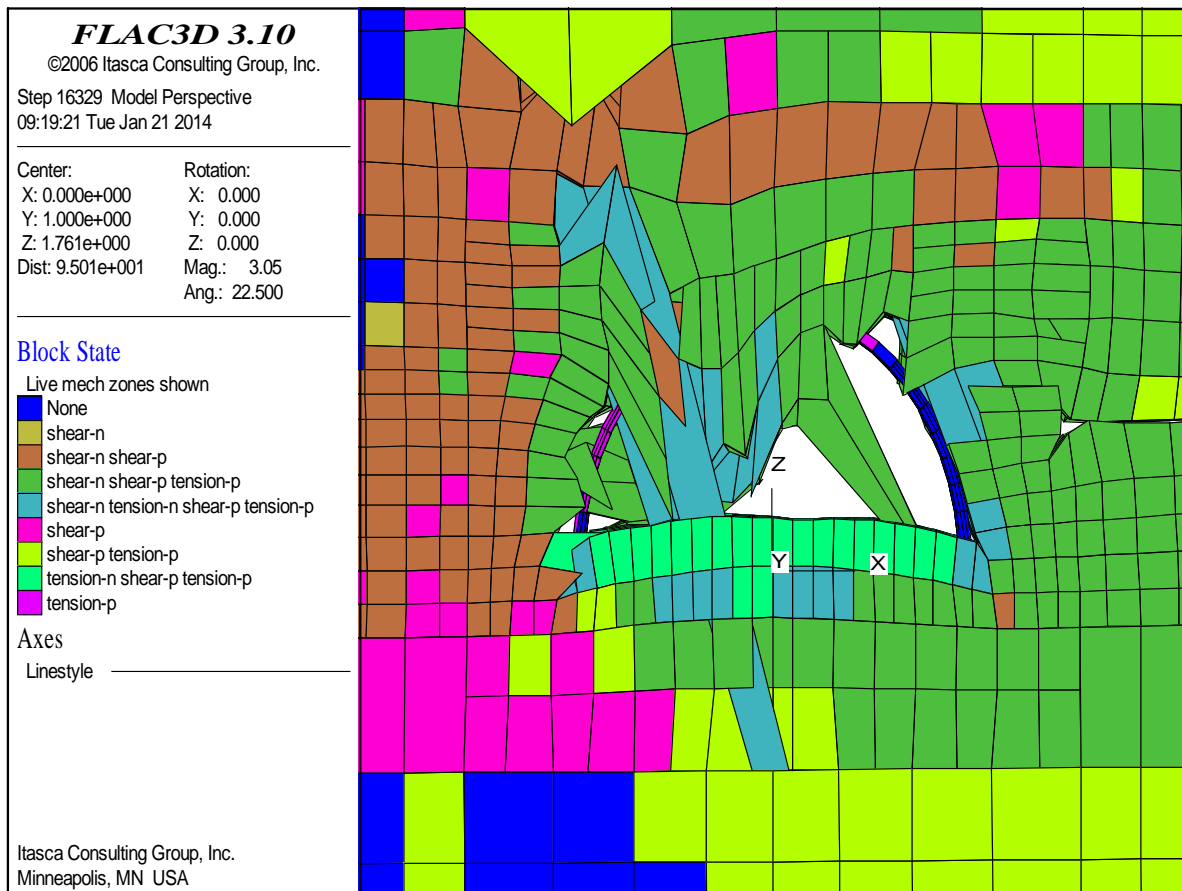 FLAC3D 3.10
©2006 Itasca Consulting Group, Inc.
Step 16329 Model Perspective
09:19:21 Tue Jan 21 2014
Center: Rotation:
X: 0.000e+000 X: 0.000
Y: 1.000e+000 Y: 0.000
Z: 1.761e+000 Z: 0.000
Dist: 9.501e+001 Mag.: 3.05
Ang.: 22.500
Block State
Live mech zones shown
None
shear-n
shear-n shear-p
shear-n shear-p tension-p
shear-n tension-n shear-p tension-p
shear-p
shear-p tension-p
tension-n shear-p tension-p
tension-p
Axes
Linestyle
Itasca Consulting Group, Inc.
Minneapolis, MN USA
Z
Y
X